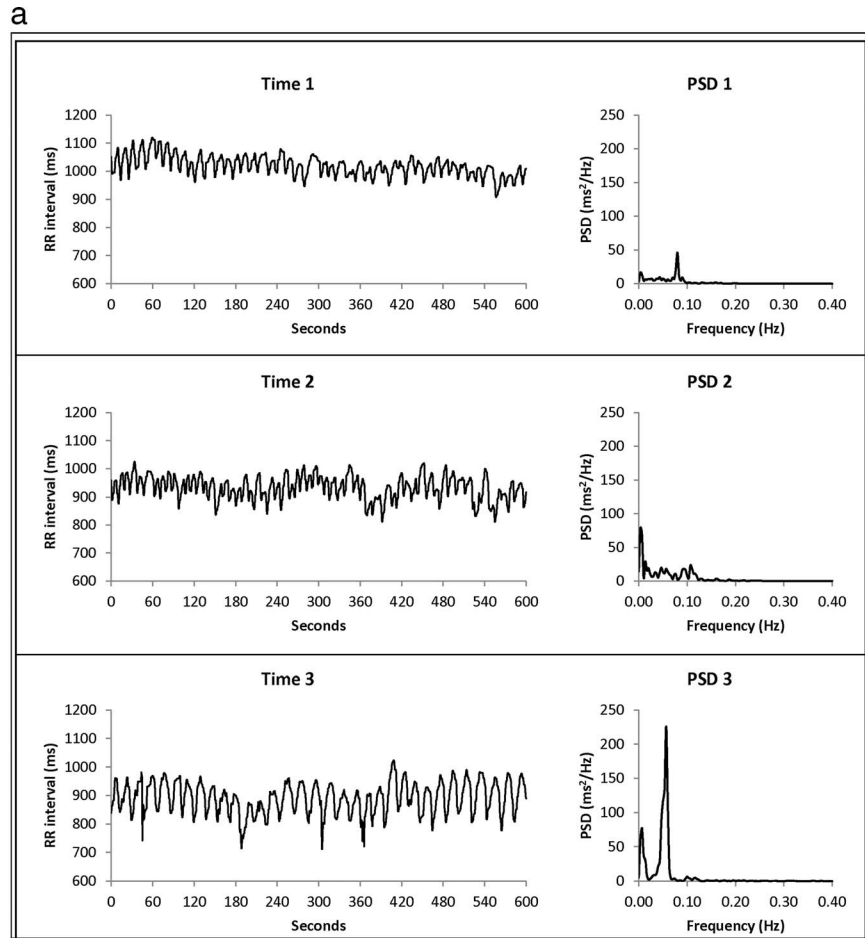 a
Time 1
PSD 1
RR interval (ms)
1200
1100
1000
900
800
700
600
0 60 120 180 240 300 360 420 480 540 600
Seconds
PSD (ms²/Hz)
250
200
150
100
50
0
0.00 0.10 0.20 0.30 0.40
Frequency (Hz)
Time 2
PSD 2
RR interval (ms)
1200
1100
1000
900
800
700
600
0 60 120 180 240 300 360 420 480 540 600
Seconds
PSD (ms²/Hz)
250
200
150
100
50
0
0.00 0.10 0.20 0.30 0.40
Frequency (Hz)
Time 3
PSD 3
RR interval (ms)
1200
1100
1000
900
800
700
600
0 60 120 180 240 300 360 420 480 540 600
Seconds
PSD (ms²/Hz)
250
200
150
100
50
0
0.00 0.10 0.20 0.30 0.40
Frequency (Hz)